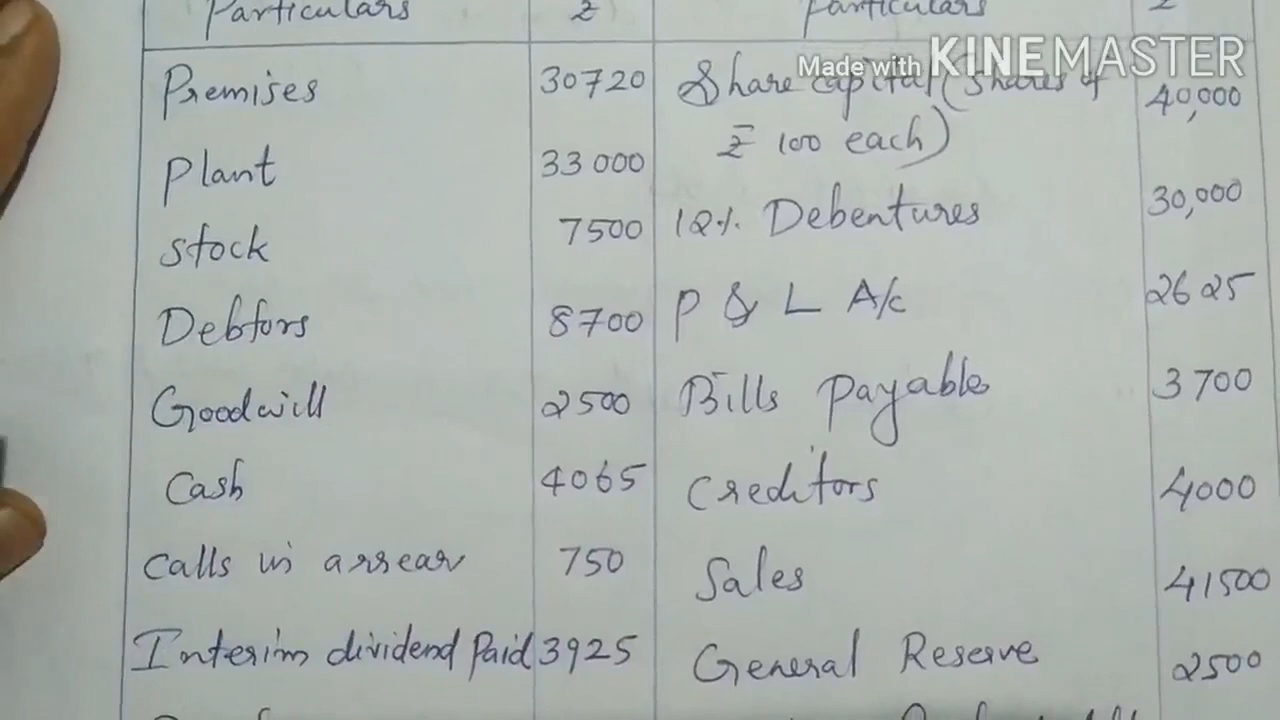 Particulars ₹ Particulars ₹
Made with KINEMASTER
Premises 30720 Share capital (shares of 40,000
₹ 100 each)
Plant 33000
Stock 7500 12% Debentures 30,000
Debtors 8700 P & L A/c 2625
Goodwill 2500 Bills Payable 3700
Cash 4065 Creditors 4000
Calls in arrear 750 Sales 41500
Interim dividend Paid 3925 General Reserve 2500